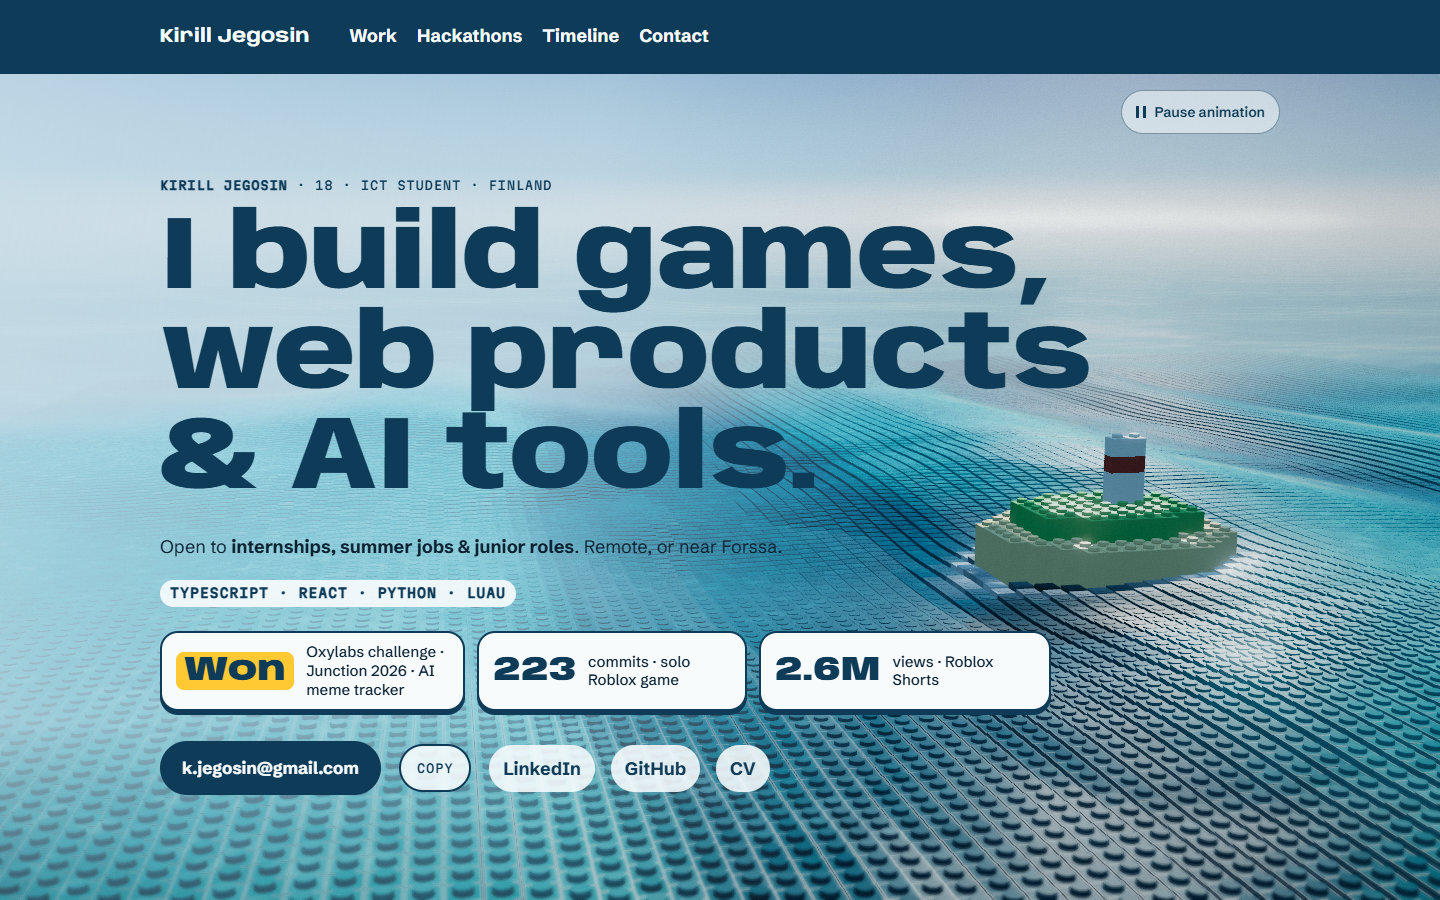 Kirill Jegosin Work Hackathons Timeline Contact
Pause animation
KIRILL JEGOSIN · 18 · ICT STUDENT · FINLAND
I build games,
web products
& AI tools.
Open to internships, summer jobs & junior roles. Remote, or near Forssa.
TYPESCRIPT · REACT · PYTHON · LUAU
Won
Oxylabs challenge ·
Junction 2026 · AI
meme tracker
223
commits · solo
Roblox game
2.6M
views · Roblox
Shorts
k.jegosin@gmail.com COPY LinkedIn GitHub CV